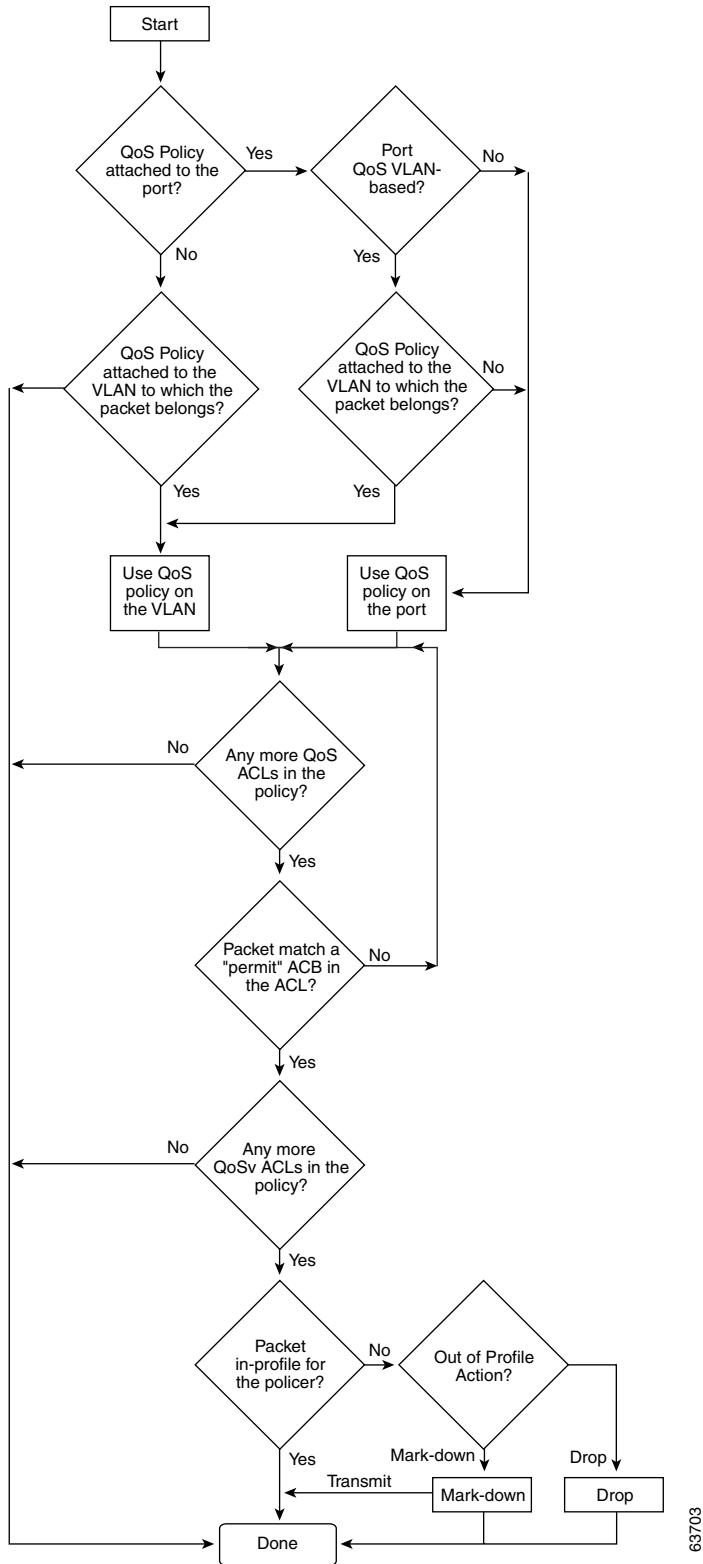 Start
QoS Policy
attached to the
port?
Yes
Port
QoS VLAN-
based?
No
No
Yes
QoS Policy
attached to the
VLAN to which the
packet belongs?
QoS Policy
attached to the
VLAN to which the
packet belongs?
No
Yes
Yes
Use QoS
policy on
the VLAN
Use QoS
policy on
the port
No
Any more QoS
ACLs in the
policy?
Yes
Packet match a
"permit" ACB in
the ACL?
No
Yes
No
Any more
QoSv ACLs in the
policy?
Yes
Packet
in-profile for
the policer?
No
Out of Profile
Action?
Yes
Mark-down
Drop
Transmit
Mark-down
Drop
Done
63703